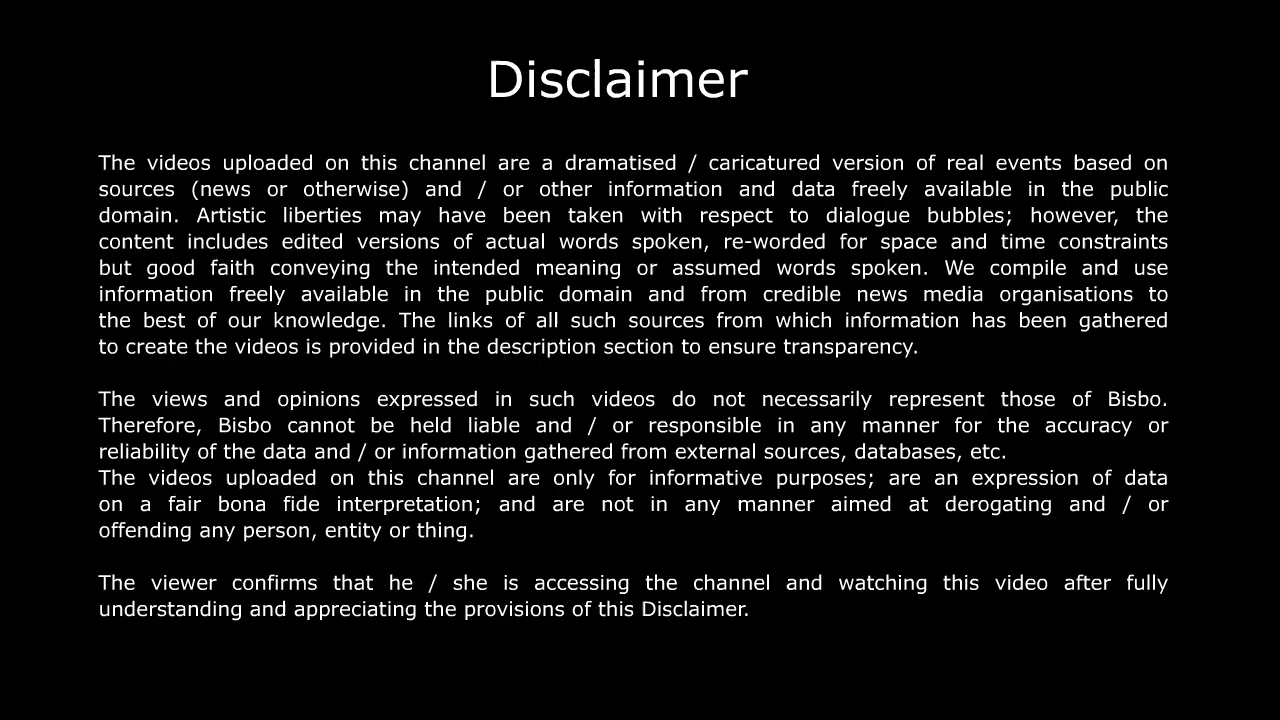 Disclaimer
The videos uploaded on this channel are a dramatised / caricatured version of real events based on
sources (news or otherwise) and / or other information and data freely available in the public
domain. Artistic liberties may have been taken with respect to dialogue bubbles; however, the
content includes edited versions of actual words spoken, re-worded for space and time constraints
but good faith conveying the intended meaning or assumed words spoken. We compile and use
information freely available in the public domain and from credible news media organisations to
the best of our knowledge. The links of all such sources from which information has been gathered
to create the videos is provided in the description section to ensure transparency.
The views and opinions expressed in such videos do not necessarily represent those of Bisbo.
Therefore, Bisbo cannot be held liable and / or responsible in any manner for the accuracy or
reliability of the data and / or information gathered from external sources, databases, etc.
The videos uploaded on this channel are only for informative purposes; are an expression of data
on a fair bona fide interpretation; and are not in any manner aimed at derogating and / or
offending any person, entity or thing.
The viewer confirms that he / she is accessing the channel and watching this video after fully
understanding and appreciating the provisions of this Disclaimer.